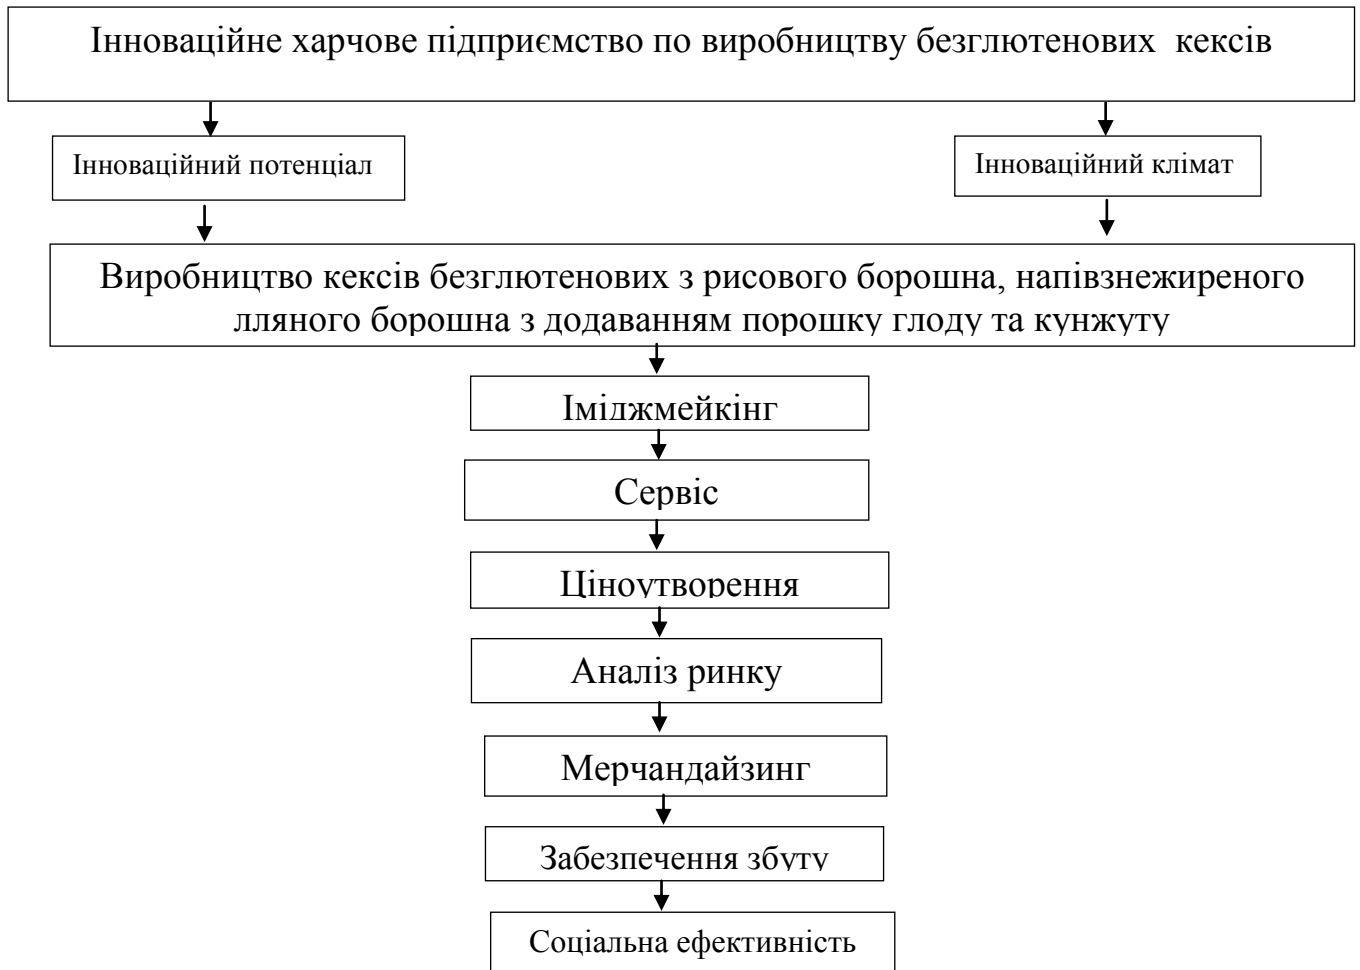 Інноваційне харчове підприємство по виробництву безглютенових кексів
Інноваційний потенціал
Інноваційний клімат
Виробництво кексів безглютенових з рисового борошна, напівзнежиреного
лляного борошна з додаванням порошку глоду та кунжуту
Іміджмейкінг
Сервіс
Ціноутворення
Аналіз ринку
Мерчандайзинг
Забезпечення збуту
Соціальна ефективність